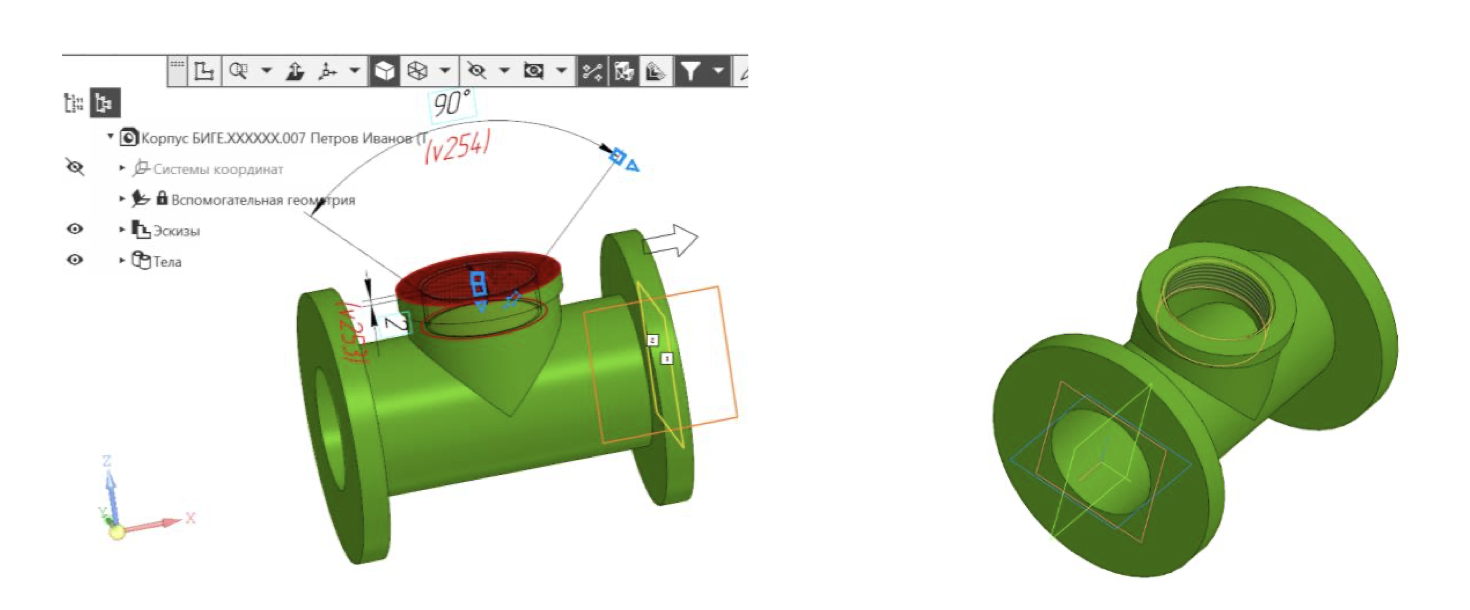 90°
(v254)
Корпус БИГЕ.XXXXXX.007 Петров Иванов (Т
Системы координат
Вспомогательная геометрия
Эскизы
Тела
(v253)
2
2
1
Z
Y
X